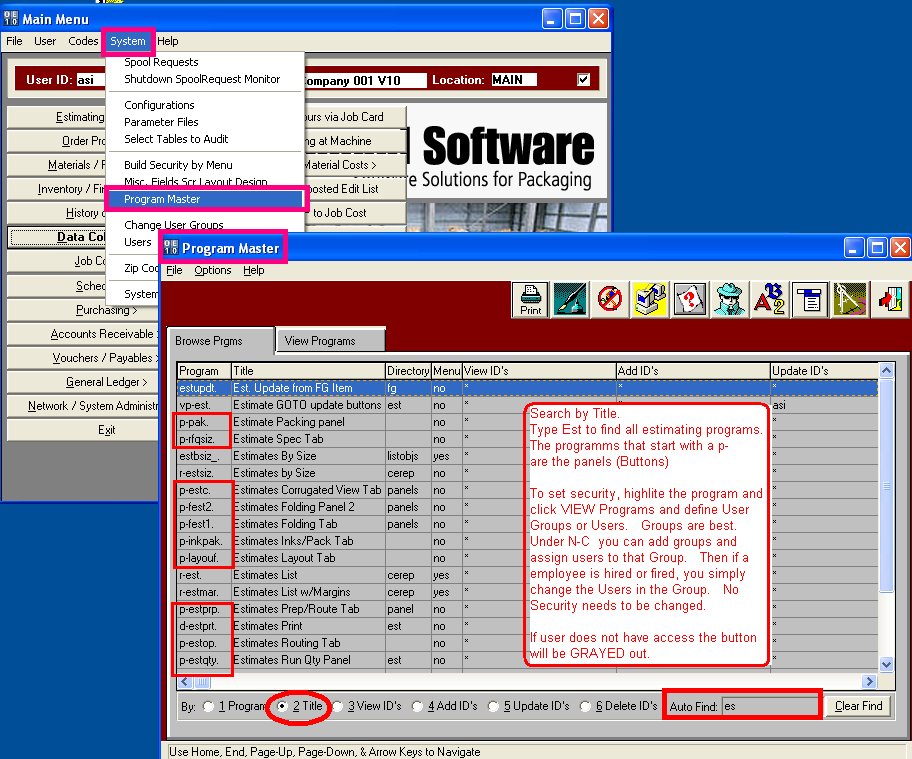 Main Menu
File User Codes System Help
Spool Requests
Shutdown SpoolRequest Monitor
Configurations
Parameter Files
Select Tables to Audit
Build Security by Menu
Misc. Fields Scr Layout Design
Program Master
Change User Groups
Users
Zip Co
System
User ID: asi ompany 001 V10 Location: MAIN
Estimating ours via Job Card
Order Pro g at Machine
Materials / P Material Costs >
Inventory / Fin posted Edit List
History to Job Cost
Data Col
Job Co
Sched
Purchasing >
Accounts Receivable
Vouchers / Payables
General Ledger >
Network / System Administr
Exit
Software
Solutions for Packaging
Program Master
File Options Help
Print
Browse Prgms View Programs
Program Title Directory Menu View ID's Add ID's Update ID's
estupdt. Est. Update from FG Item fg no * * *
vp-est. Estimate GOTO update buttons est no * * asi
p-pak. Estimate Packing panel no *
p-rfqsiz. Estimate Spec Tab no *
estbsiz_. Estimates By Size listobjs yes *
r-estsiz. Estimates by Size cerep no *
p-estc. Estimates Corrugated View Tab panels no *
p-fest2. Estimates Folding Panel 2 panels no *
p-fest1. Estimates Folding Tab panels no *
p-inkpak. Estimates Inks/Pack Tab no *
p-layouf. Estimates Layout Tab no *
r-est. Estimates List cerep yes *
r-estmar. Estimates List w/Margins cerep yes *
p-estprp. Estimates Prep/Route Tab panel no *
d-estprt. Estimates Print est no *
p-estop. Estimates Routing Tab no *
p-estqty. Estimates Run Qty Panel est no *
Search by Title.
Type Est to find all estimating programs.
The programms that start with a p-
are the panels (Buttons)
To set security, highlite the program and
click VIEW Programs and define User
Groups or Users. Groups are best.
Under N-C you can add groups and
assign users to that Group. Then if a
employee is hired or fired, you simply
change the Users in the Group. No
Security needs to be changed.
If user does not have access the button
will be GRAYED out.
By: 1 Program 2 Title 3 View ID's 4 Add ID's 5 Update ID's 6 Delete ID's Auto Find: es Clear Find
Use Home, End, Page-Up, Page-Down, & Arrow Keys to Navigate